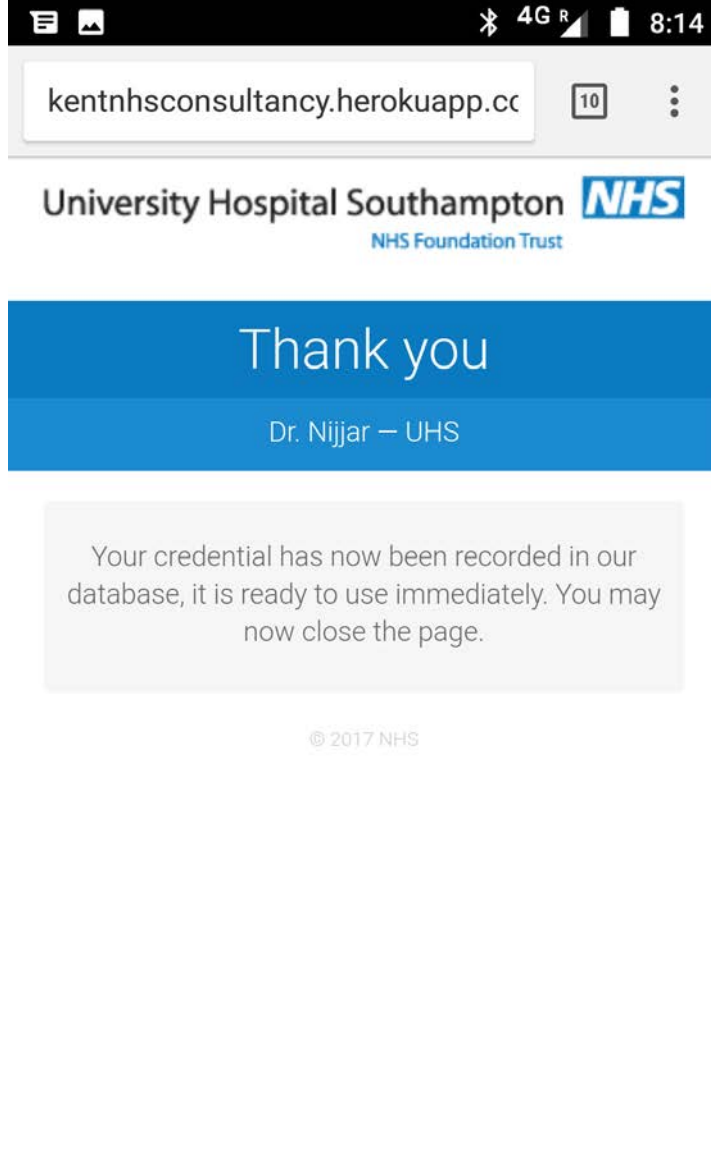 4G R 8:14
kentnhsconsultancy.herokuapp.cc
10
University Hospital Southampton NHS
NHS Foundation Trust
Thank you
Dr. Nijjar — UHS
Your credential has now been recorded in our
database, it is ready to use immediately. You may
now close the page.
© 2017 NHS